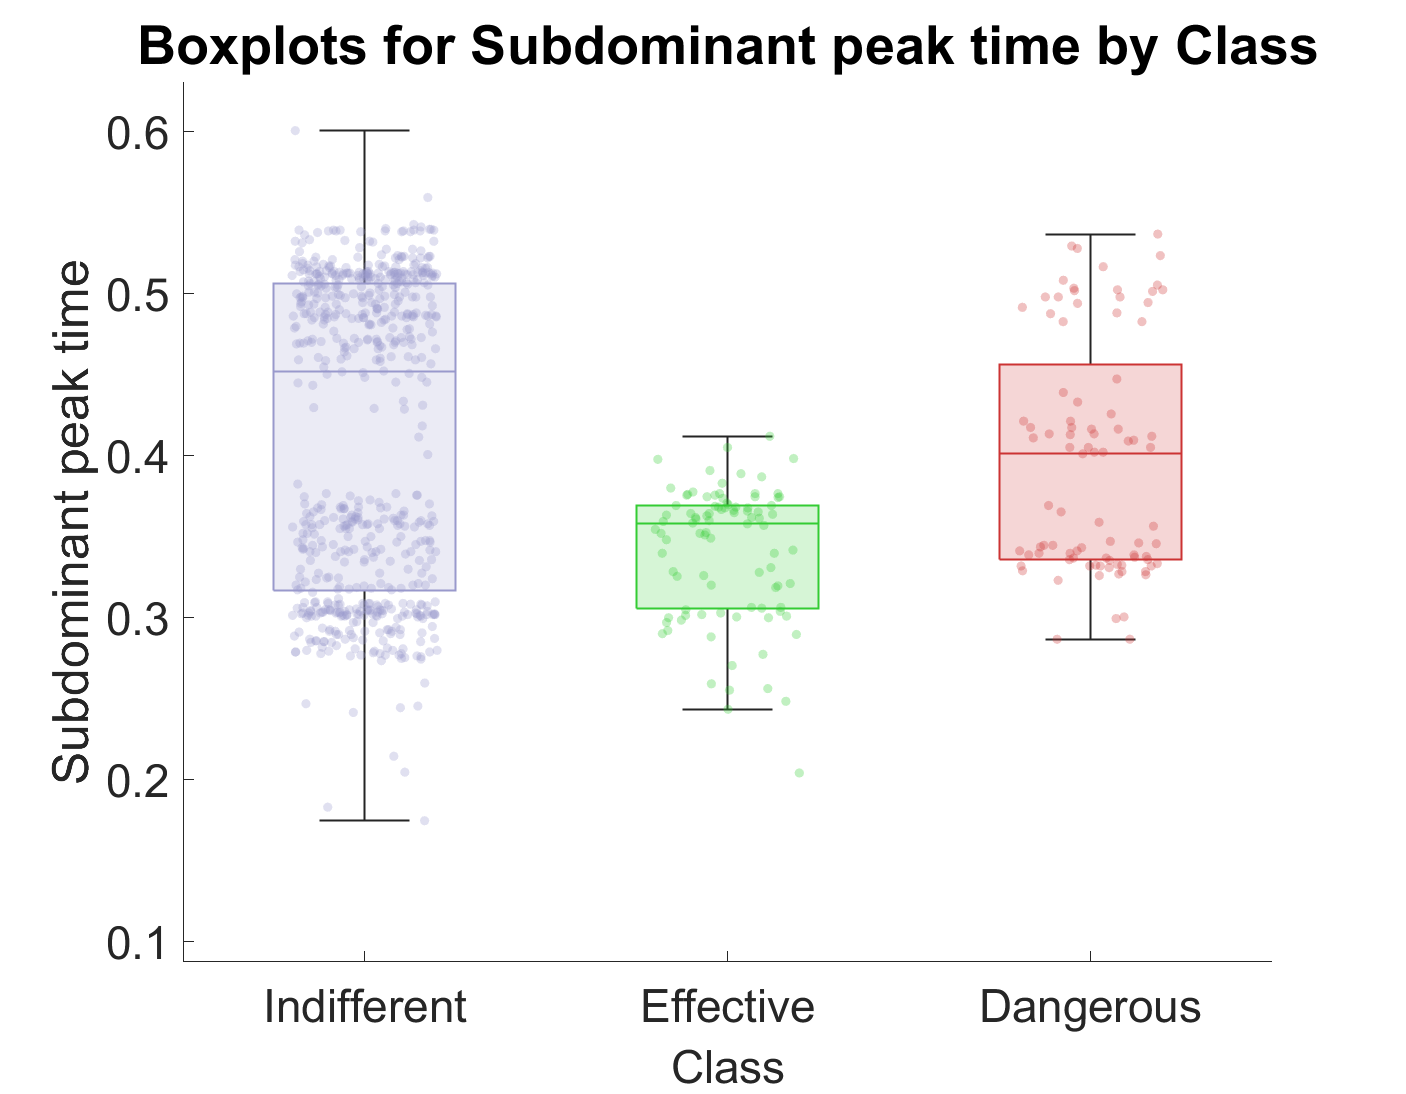 Boxplots for Subdominant peak time by Class
Subdominant peak time
0.6
0.5
0.4
0.3
0.2
0.1
Indifferent Effective Dangerous
Class